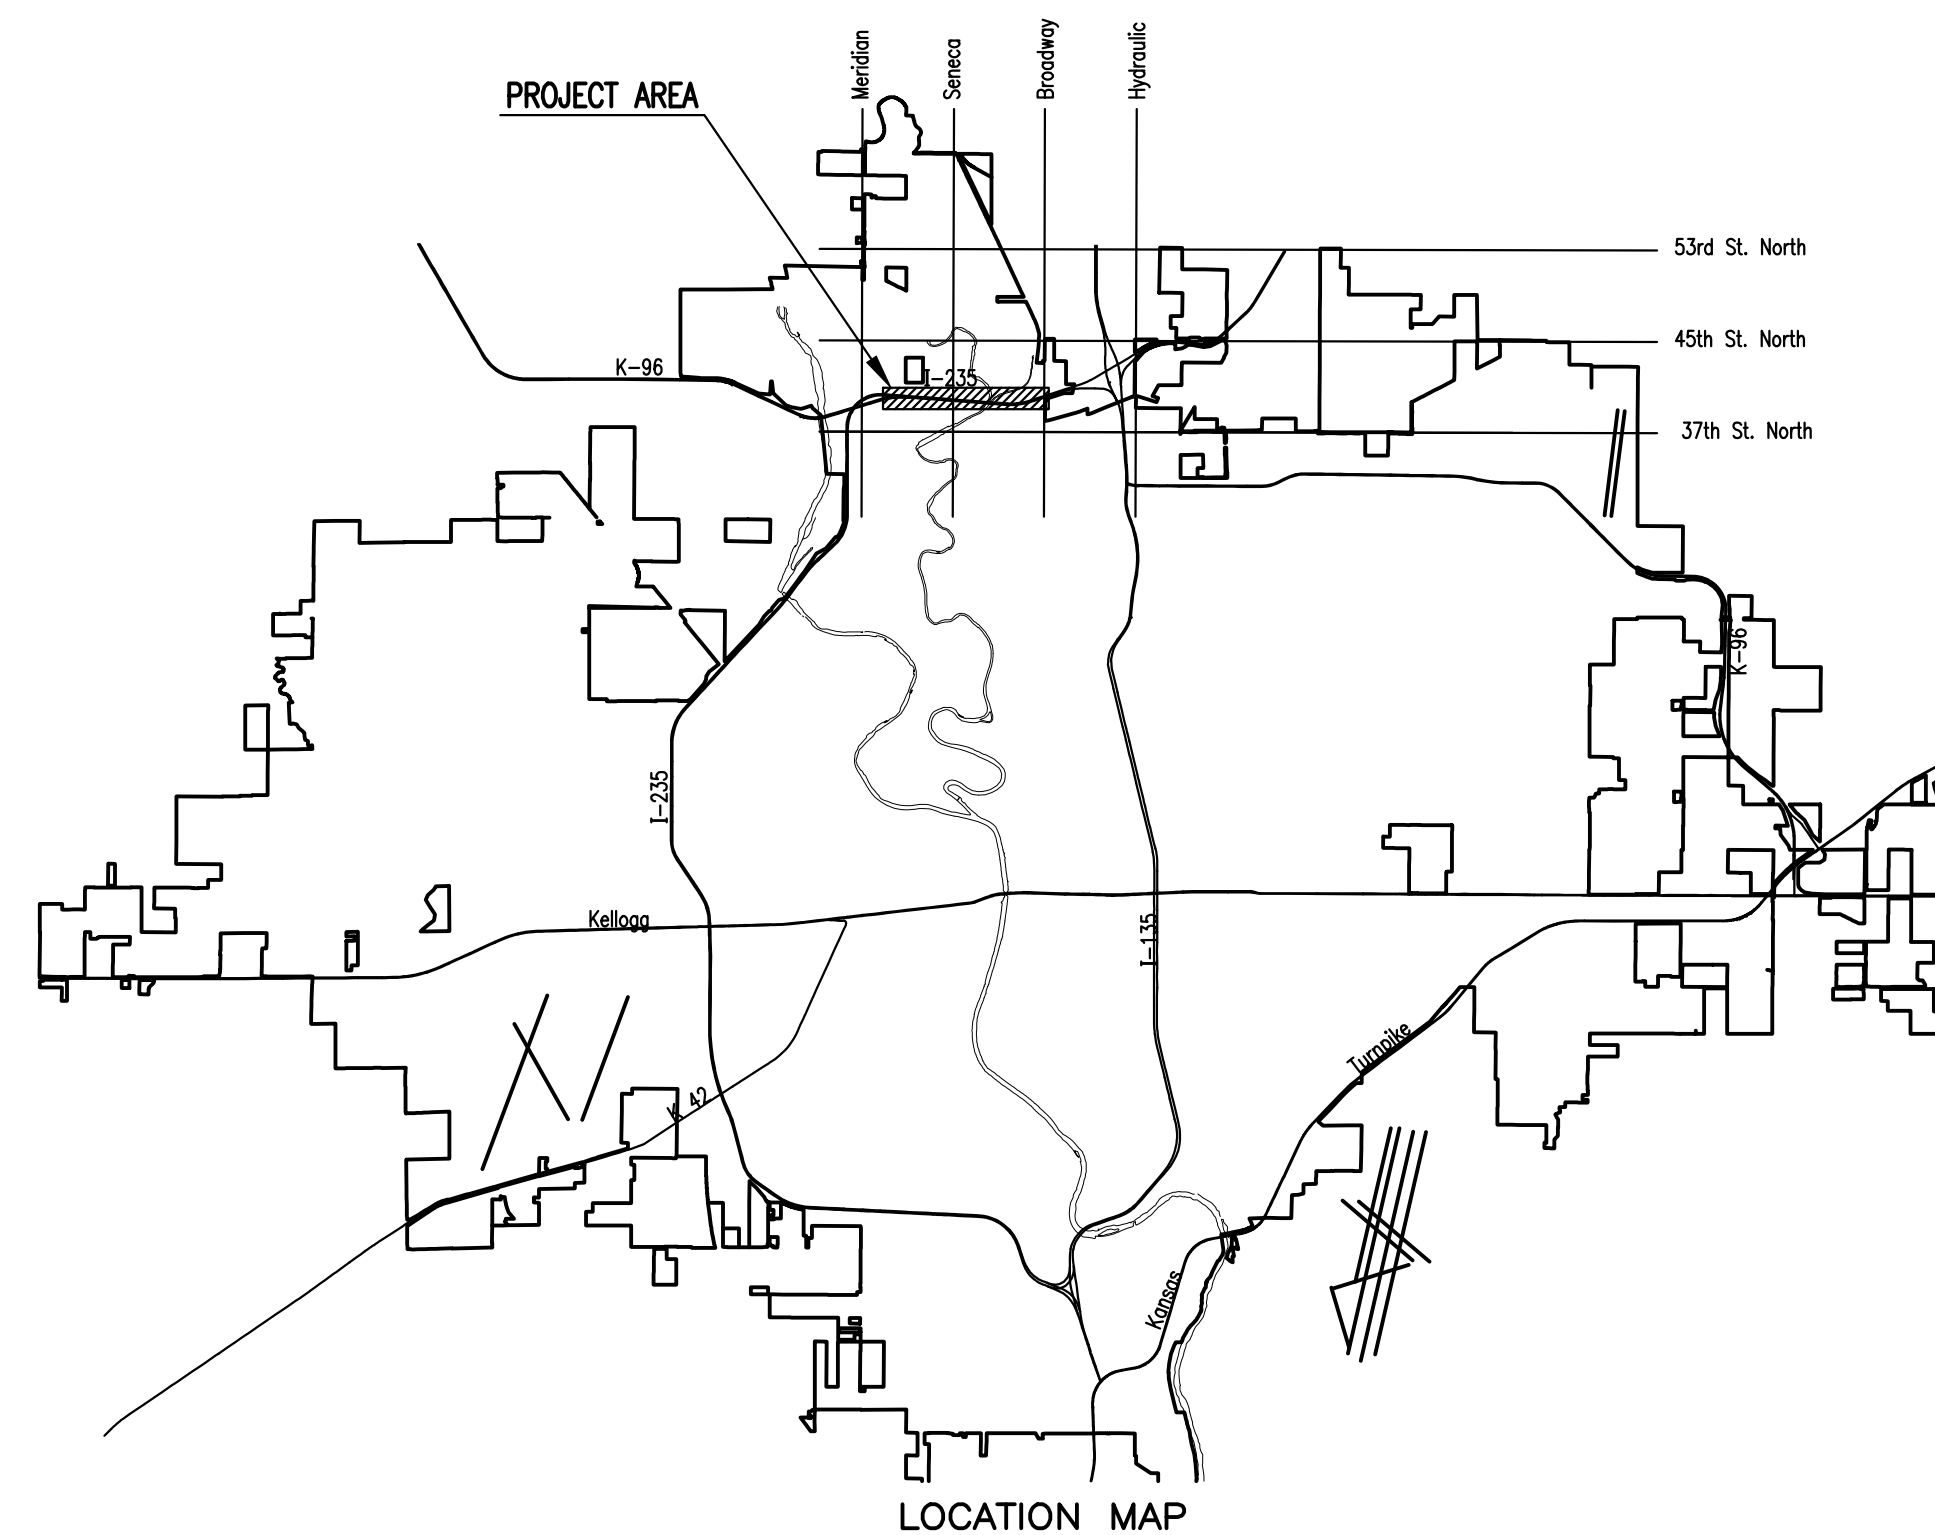 Meridian
Seneca
Broadway
Hydraulic
PROJECT AREA
53rd St. North
45th St. North
K-96
I-235
37th St. North
K-96
I-235
Kellogg
I-135
Turnpike
K 42
Kansas
LOCATION MAP